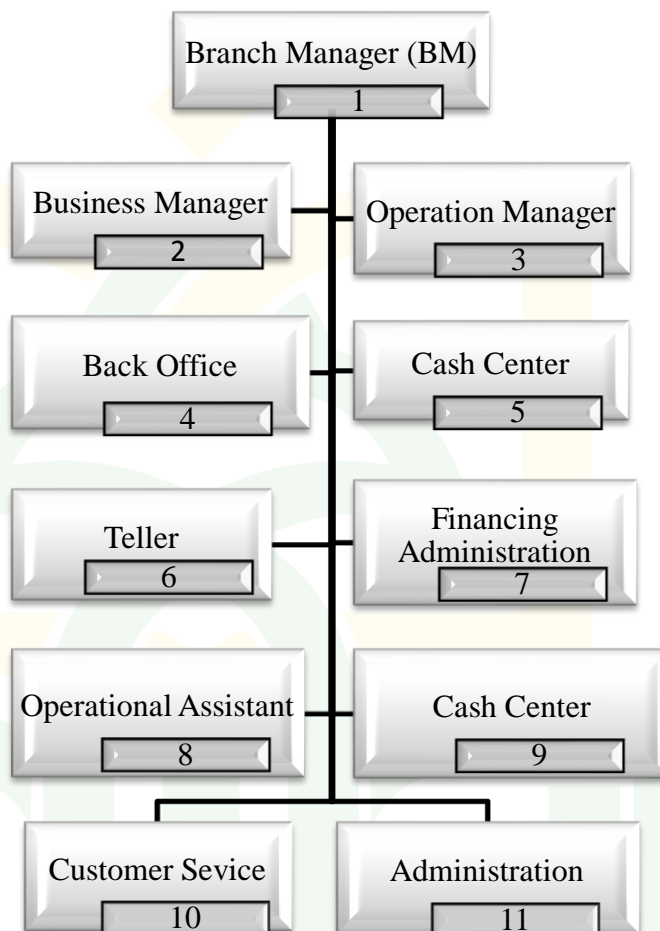 Branch Manager (BM)
1
Business Manager
2
Operation Manager
3
Back Office
4
Cash Center
5
Teller
6
Financing
Administration
7
Operational Assistant
8
Cash Center
9
Customer Sevice
10
Administration
11